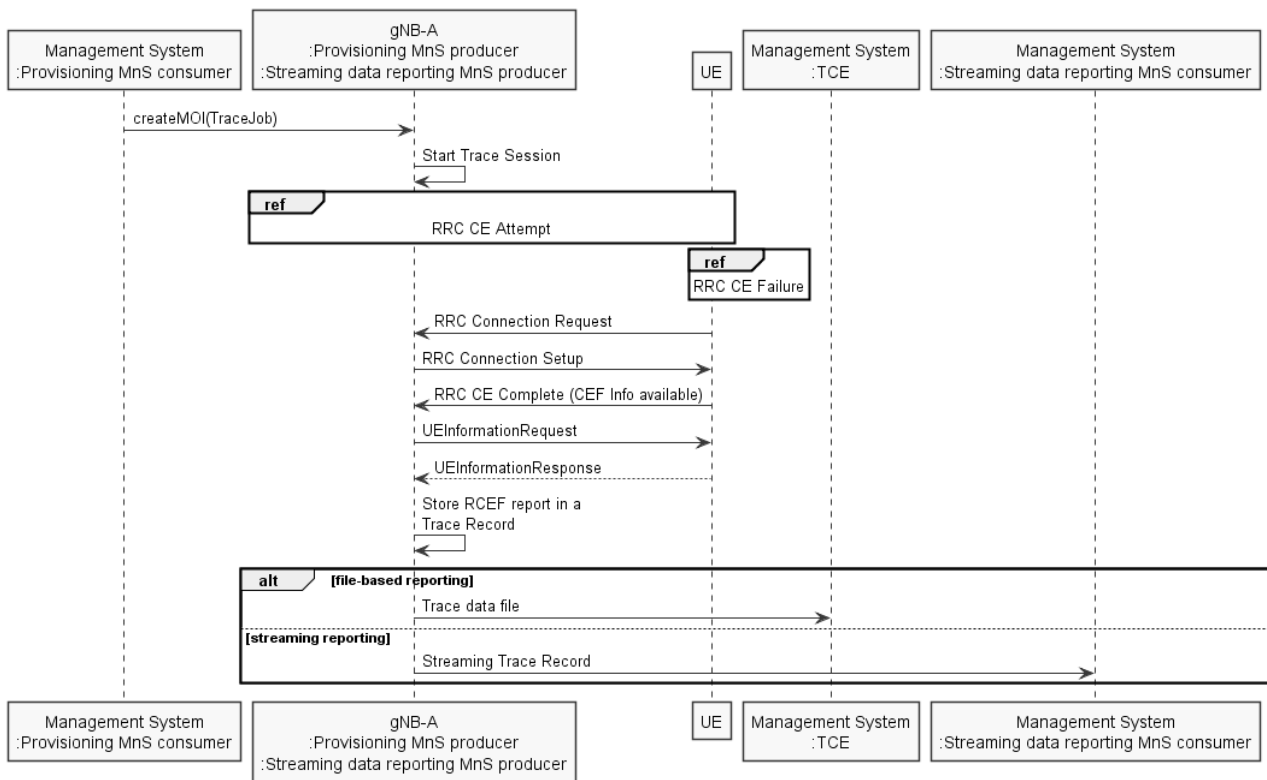 Management System
:Provisioning MnS consumer
gNB-A
:Provisioning MnS producer
:Streaming data reporting MnS producer
UE
Management System
:TCE
Management System
:Streaming data reporting MnS consumer
createMOI(TraceJob)
Start Trace Session
ref
RRC CE Attempt
ref
RRC CE Failure
RRC Connection Request
RRC Connection Setup
RRC CE Complete (CEF Info available)
UEInformationRequest
UEInformationResponse
Store RCEF report in a
Trace Record
alt [file-based reporting]
Trace data file
[streaming reporting]
Streaming Trace Record
Management System
:Provisioning MnS consumer
gNB-A
:Provisioning MnS producer
:Streaming data reporting MnS producer
UE
Management System
:TCE
Management System
:Streaming data reporting MnS consumer